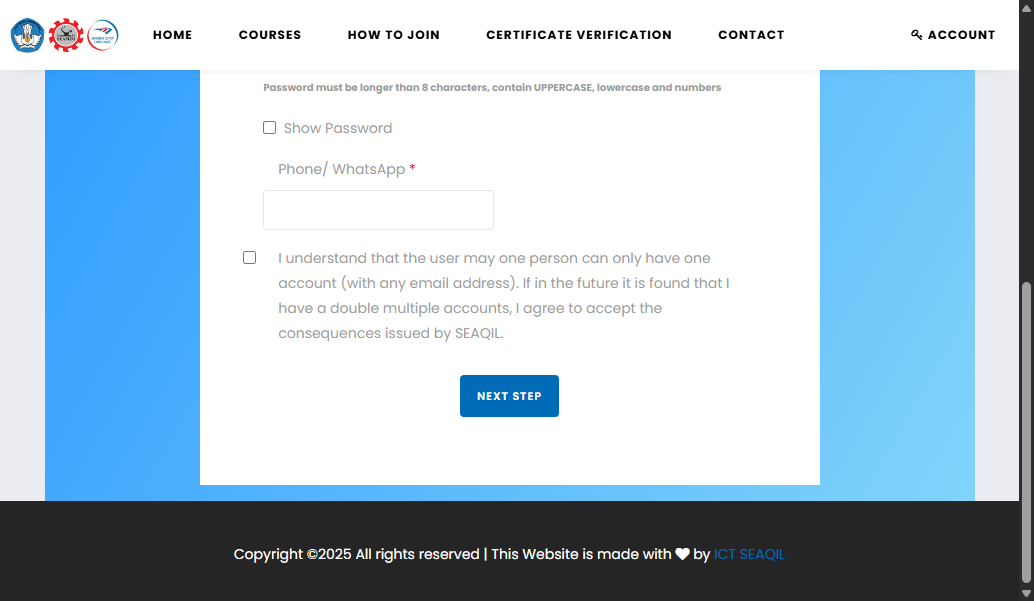 HOME COURSES HOW TO JOIN CERTIFICATE VERIFICATION CONTACT ACCOUNT
Password must be longer than 8 characters, contain UPPERCASE, lowercase and numbers
Show Password
Phone/ WhatsApp *
I understand that the user may one person can only have one
account (with any email address). If in the future it is found that I
have a double multiple accounts, I agree to accept the
consequences issued by SEAQIL.
NEXT STEP
Copyright ©2025 All rights reserved | This Website is made with ♥ by ICT SEAQIL